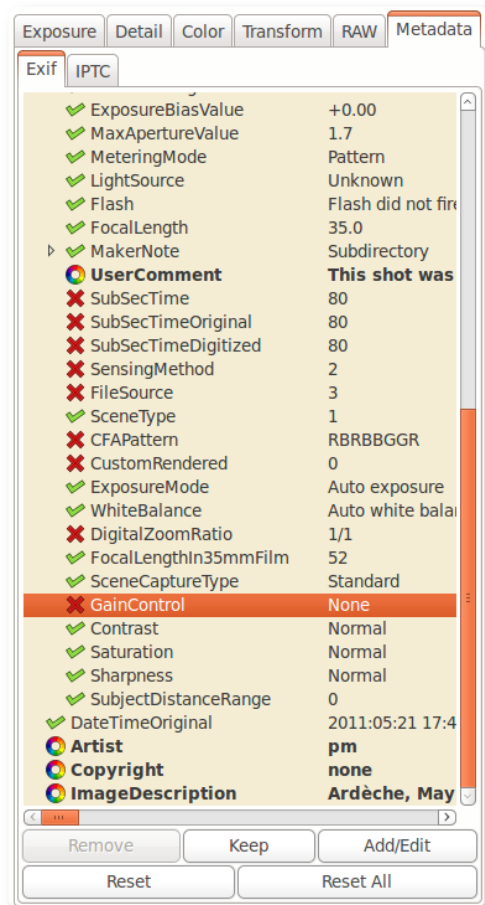 Exposure Detail Color Transform RAW Metadata
Exif IPTC
ExposureBiasValue +0.00
MaxApertureValue 1.7
MeteringMode Pattern
LightSource Unknown
Flash Flash did not fire
FocalLength 35.0
MakerNote Subdirectory
UserComment This shot was
SubSecTime 80
SubSecTimeOriginal 80
SubSecTimeDigitized 80
SensingMethod 2
FileSource 3
SceneType 1
CFAPattern RBRBBGGR
CustomRendered 0
ExposureMode Auto exposure
WhiteBalance Auto white bala
DigitalZoomRatio 1/1
FocalLengthIn35mmFilm 52
SceneCaptureType Standard
GainControl None
Contrast Normal
Saturation Normal
Sharpness Normal
SubjectDistanceRange 0
DateTimeOriginal 2011:05:21 17:4
Artist pm
Copyright none
ImageDescription Ardèche, May
Remove Keep Add/Edit
Reset Reset All